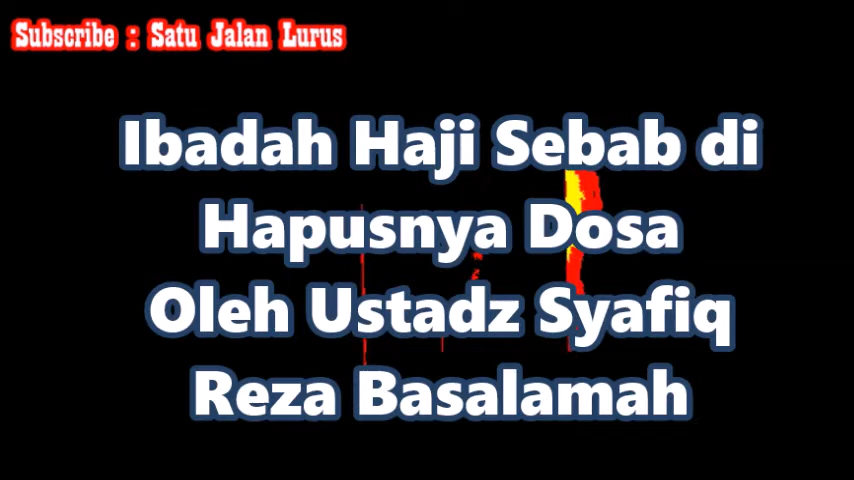 Subscribe : Satu Jalan Lurus
Ibadah Haji Sebab di
Hapusnya Dosa
Oleh Ustadz Syafiq
Reza Basalamah